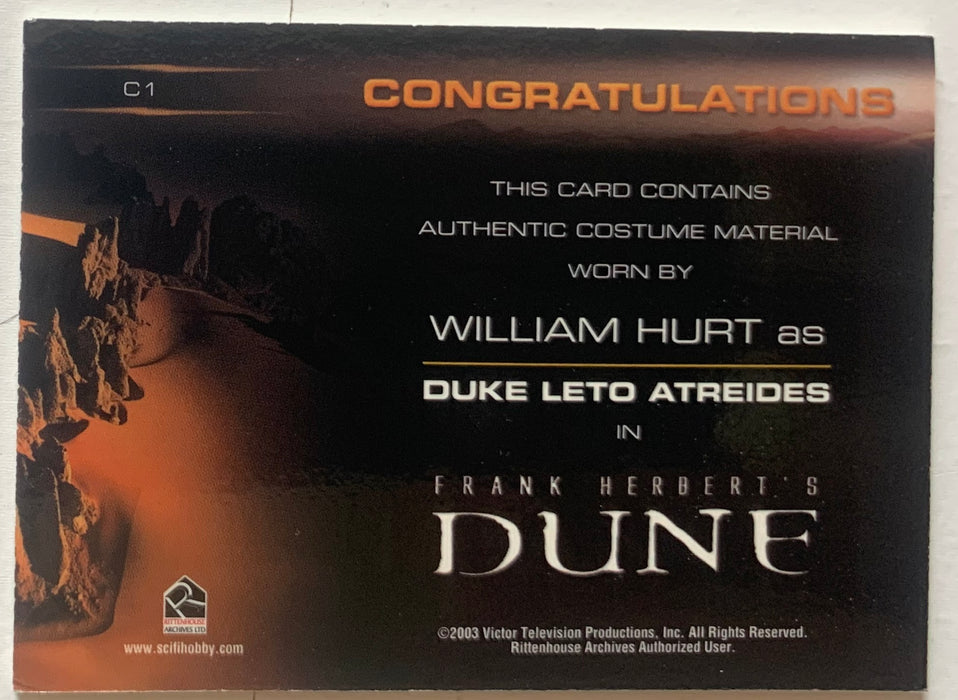 C1
CONGRATULATIONS
THIS CARD CONTAINS
AUTHENTIC COSTUME MATERIAL
WORN BY
WILLIAM HURT as
DUKE LETO ATREIDES
IN
FRANK HERBERT'S
DUNE
RITTENHOUSE
ARCHIVES LTD
www.scifihobby.com
©2003 Victor Television Productions, Inc. All Rights Reserved.
Rittenhouse Archives Authorized User.